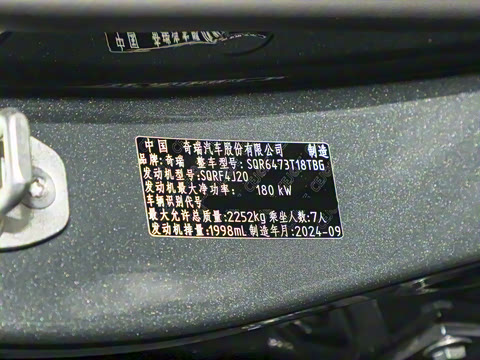 中国 奇瑞汽车股份有限公司 制造
品牌: 奇瑞 整车型号: SQR6473T18TBG
发动机型号: SQRF4J20
发动机最大净功率: 180 kW
车辆识别代号
最大允许总质量: 2252kg 乘坐人数: 7人
发动机排量: 1998mL 制造年月: 2024-09